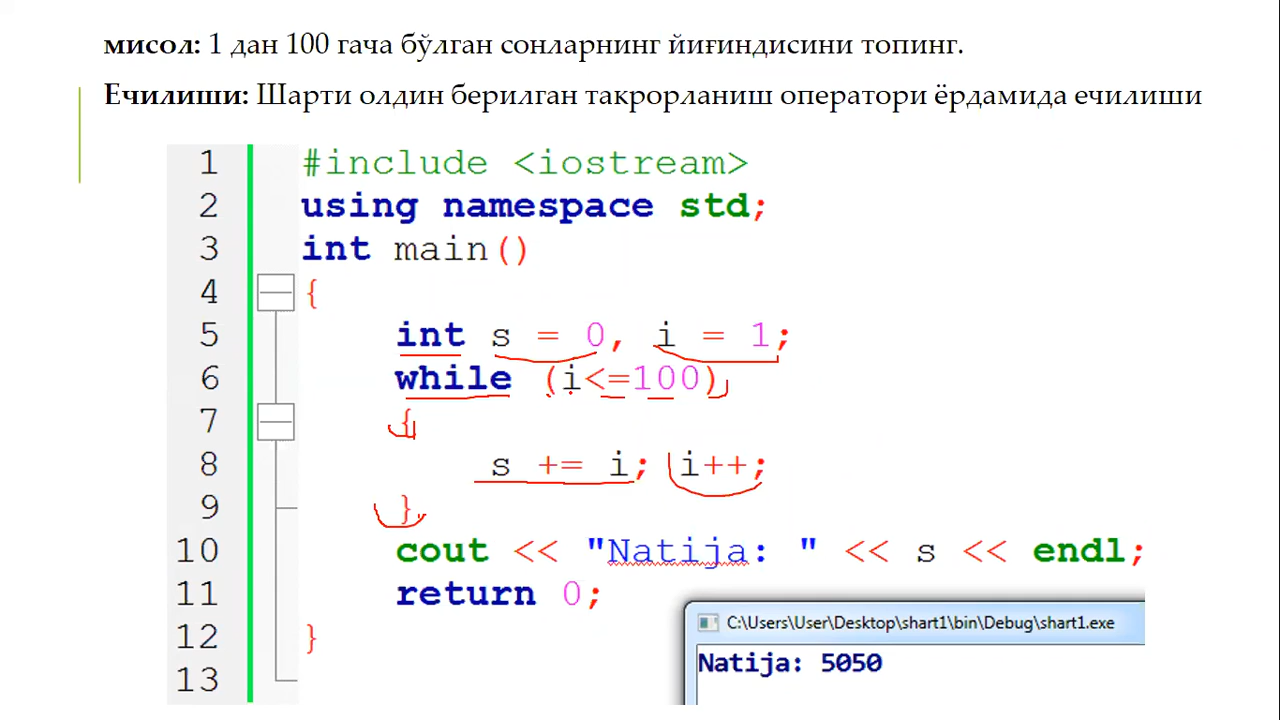 мисол: 1 дан 100 гача бўлган сонларнинг йиғиндисини топинг.
Ечилиши: Шарти олдин берилган такрорланиш оператори ёрдамида ечилиши
1 #include <iostream>
2 using namespace std;
3 int main()
4 {
5 int s = 0, i = 1;
6 while (i<=100)
7 {
8 s += i; i++;
9 }
10 cout << "Natija: " << s << endl;
11 return 0;
12 }
13
C:\Users\User\Desktop\shart1\bin\Debug\shart1.exe
Natija: 5050